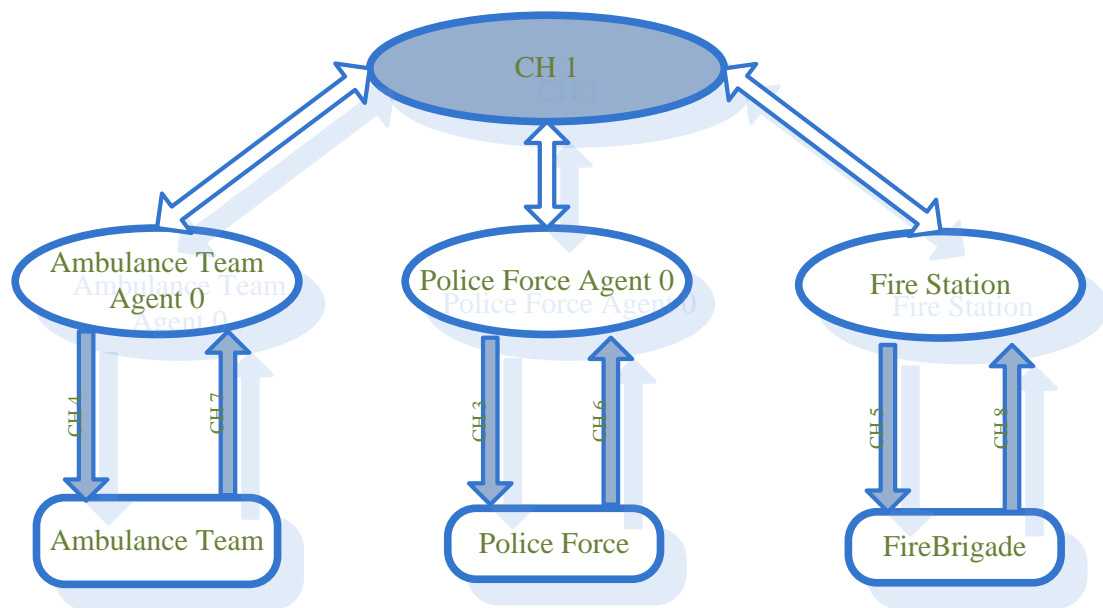 CH 1
Ambulance Team
Agent 0
Police Force Agent 0
Fire Station
CH 4
CH 7
CH 3
CH 6
CH 5
CH 8
Ambulance Team
Police Force
FireBrigade